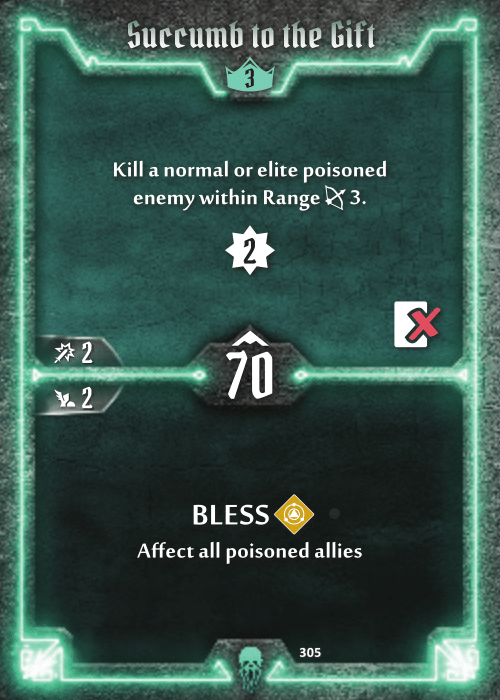 Succumb to the Gift
3
Kill a normal or elite poisoned
enemy within Range 3.
2
2
70
2
BLESS
Affect all poisoned allies
305